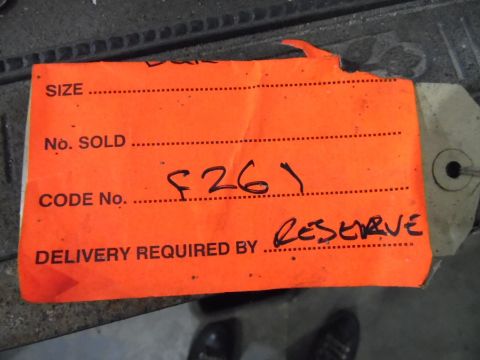 SIZE
No. SOLD
CODE No. F261
DELIVERY REQUIRED BY RESERVE